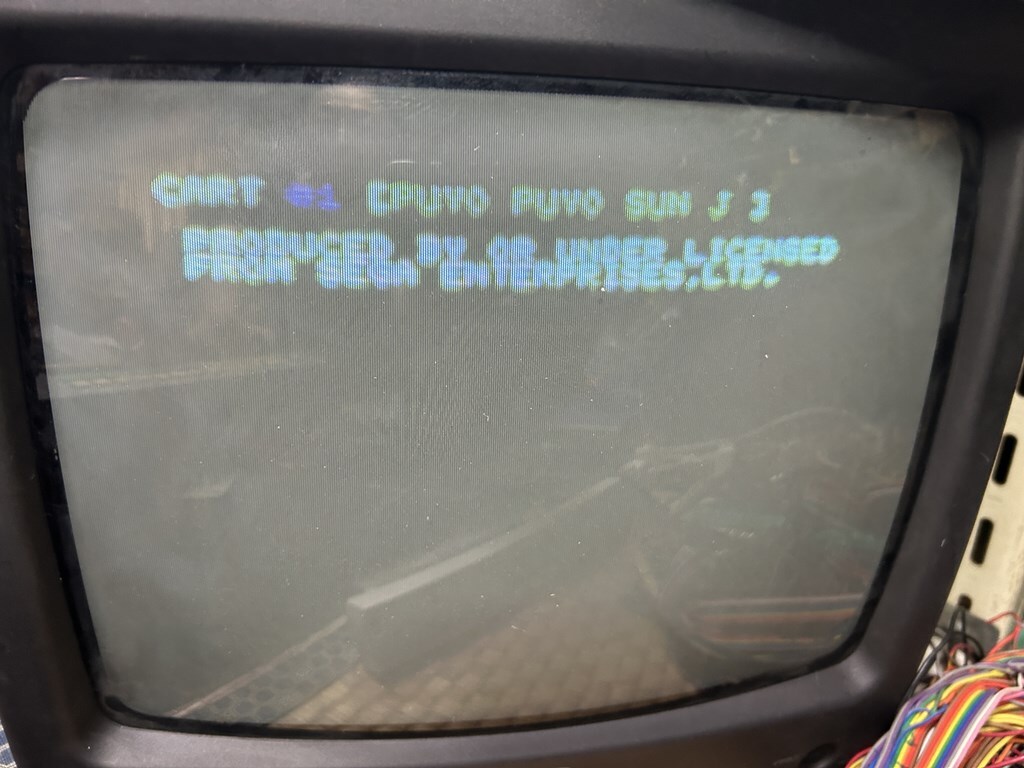 CART #1 [PUYO PUYO SUN J ]
PRODUCED BY OR UNDER LICENSED
FROM SEGA ENTERPRISES,LTD.